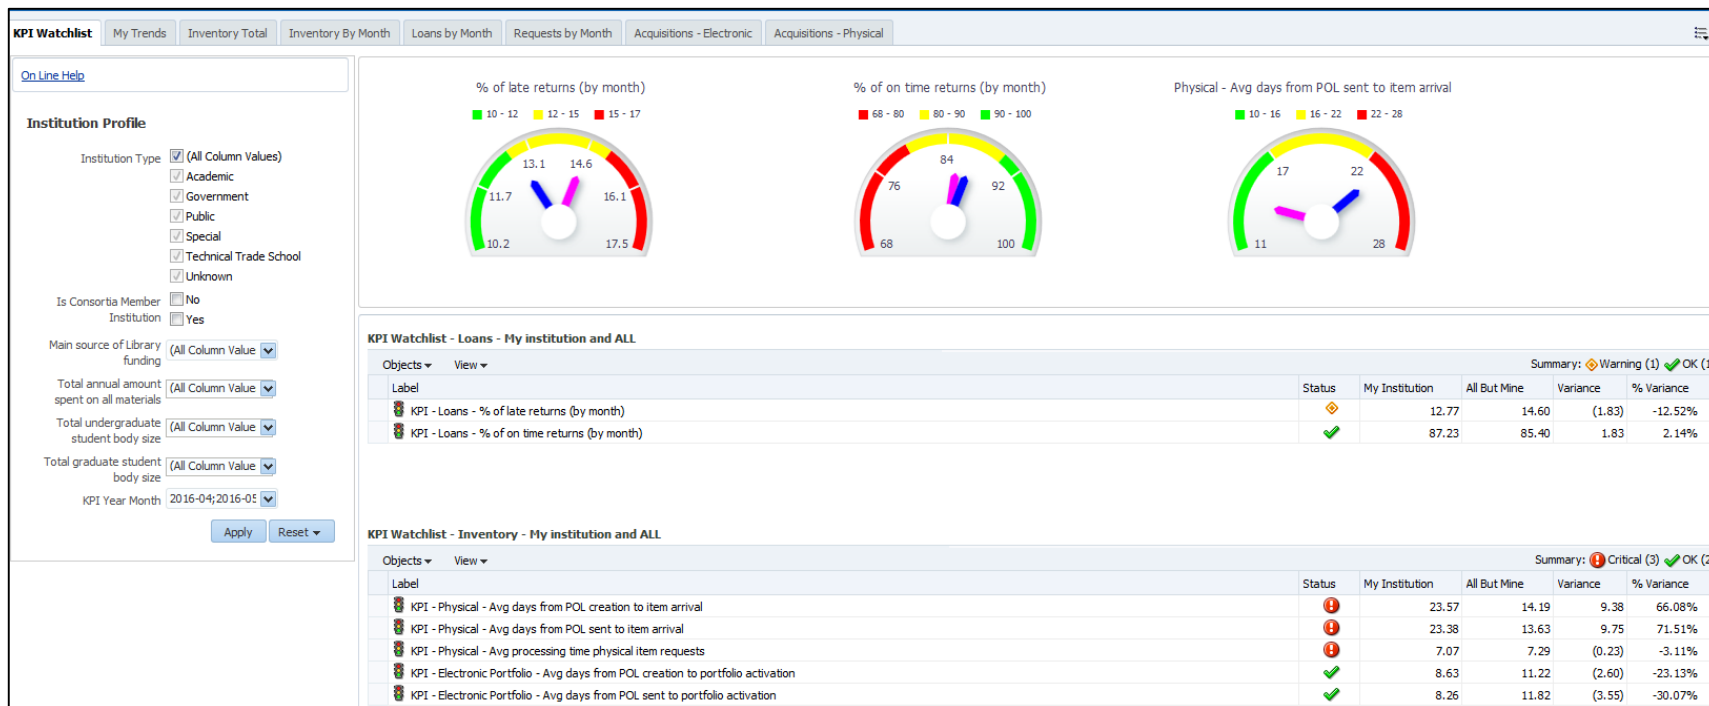 KPI Watchlist My Trends Inventory Total Inventory By Month Loans by Month Requests by Month Acquisitions - Electronic Acquisitions - Physical
On Line Help
Institution Profile
Institution Type (All Column Values)
Academic
Government
Public
Special
Technical Trade School
Unknown
Is Consortia Member Institution No
Yes
Main source of Library funding (All Column Value
Total annual amount spent on all materials (All Column Value
Total undergraduate student body size (All Column Value
Total graduate student body size (All Column Value
KPI Year Month 2016-04;2016-05
Apply Reset
% of late returns (by month)
10 - 12 12 - 15 15 - 17
13.1 14.6
11.7 16.1
10.2 17.5
% of on time returns (by month)
68 - 80 80 - 90 90 - 100
84
76 92
68 100
Physical - Avg days from POL sent to item arrival
10 - 16 16 - 22 22 - 28
17 22
11 28
KPI Watchlist - Loans - My institution and ALL
Objects View Summary: Warning (1) OK (1
Label Status My Institution All But Mine Variance % Variance
KPI - Loans - % of late returns (by month) 12.77 14.60 (1.83) -12.52%
KPI - Loans - % of on time returns (by month) 87.23 85.40 1.83 2.14%
KPI Watchlist - Inventory - My institution and ALL
Objects View Summary: Critical (3) OK (2
Label Status My Institution All But Mine Variance % Variance
KPI - Physical - Avg days from POL creation to item arrival 23.57 14.19 9.38 66.08%
KPI - Physical - Avg days from POL sent to item arrival 23.38 13.63 9.75 71.51%
KPI - Physical - Avg processing time physical item requests 7.07 7.29 (0.23) -3.11%
KPI - Electronic Portfolio - Avg days from POL creation to portfolio activation 8.63 11.22 (2.60) -23.13%
KPI - Electronic Portfolio - Avg days from POL sent to portfolio activation 8.26 11.82 (3.55) -30.07%